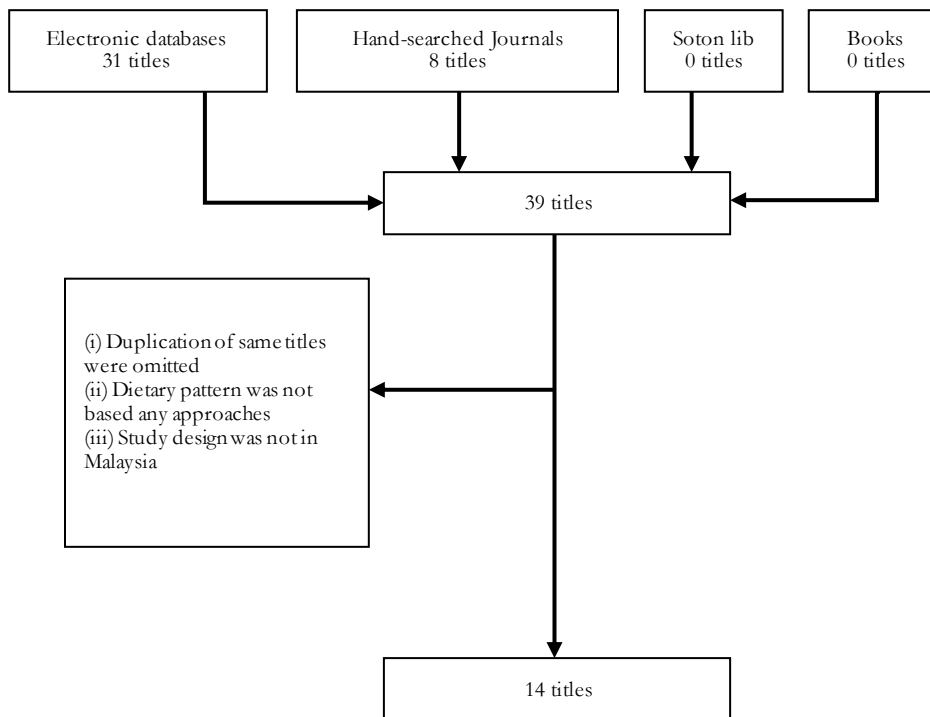 Electronic databases
31 titles
Hand-searched Journals
8 titles
Soton lib
0 titles
Books
0 titles
39 titles
(i) Duplication of same titles
were omitted
(ii) Dietary pattern was not
based any approaches
(iii) Study design was not in
Malaysia
14 titles